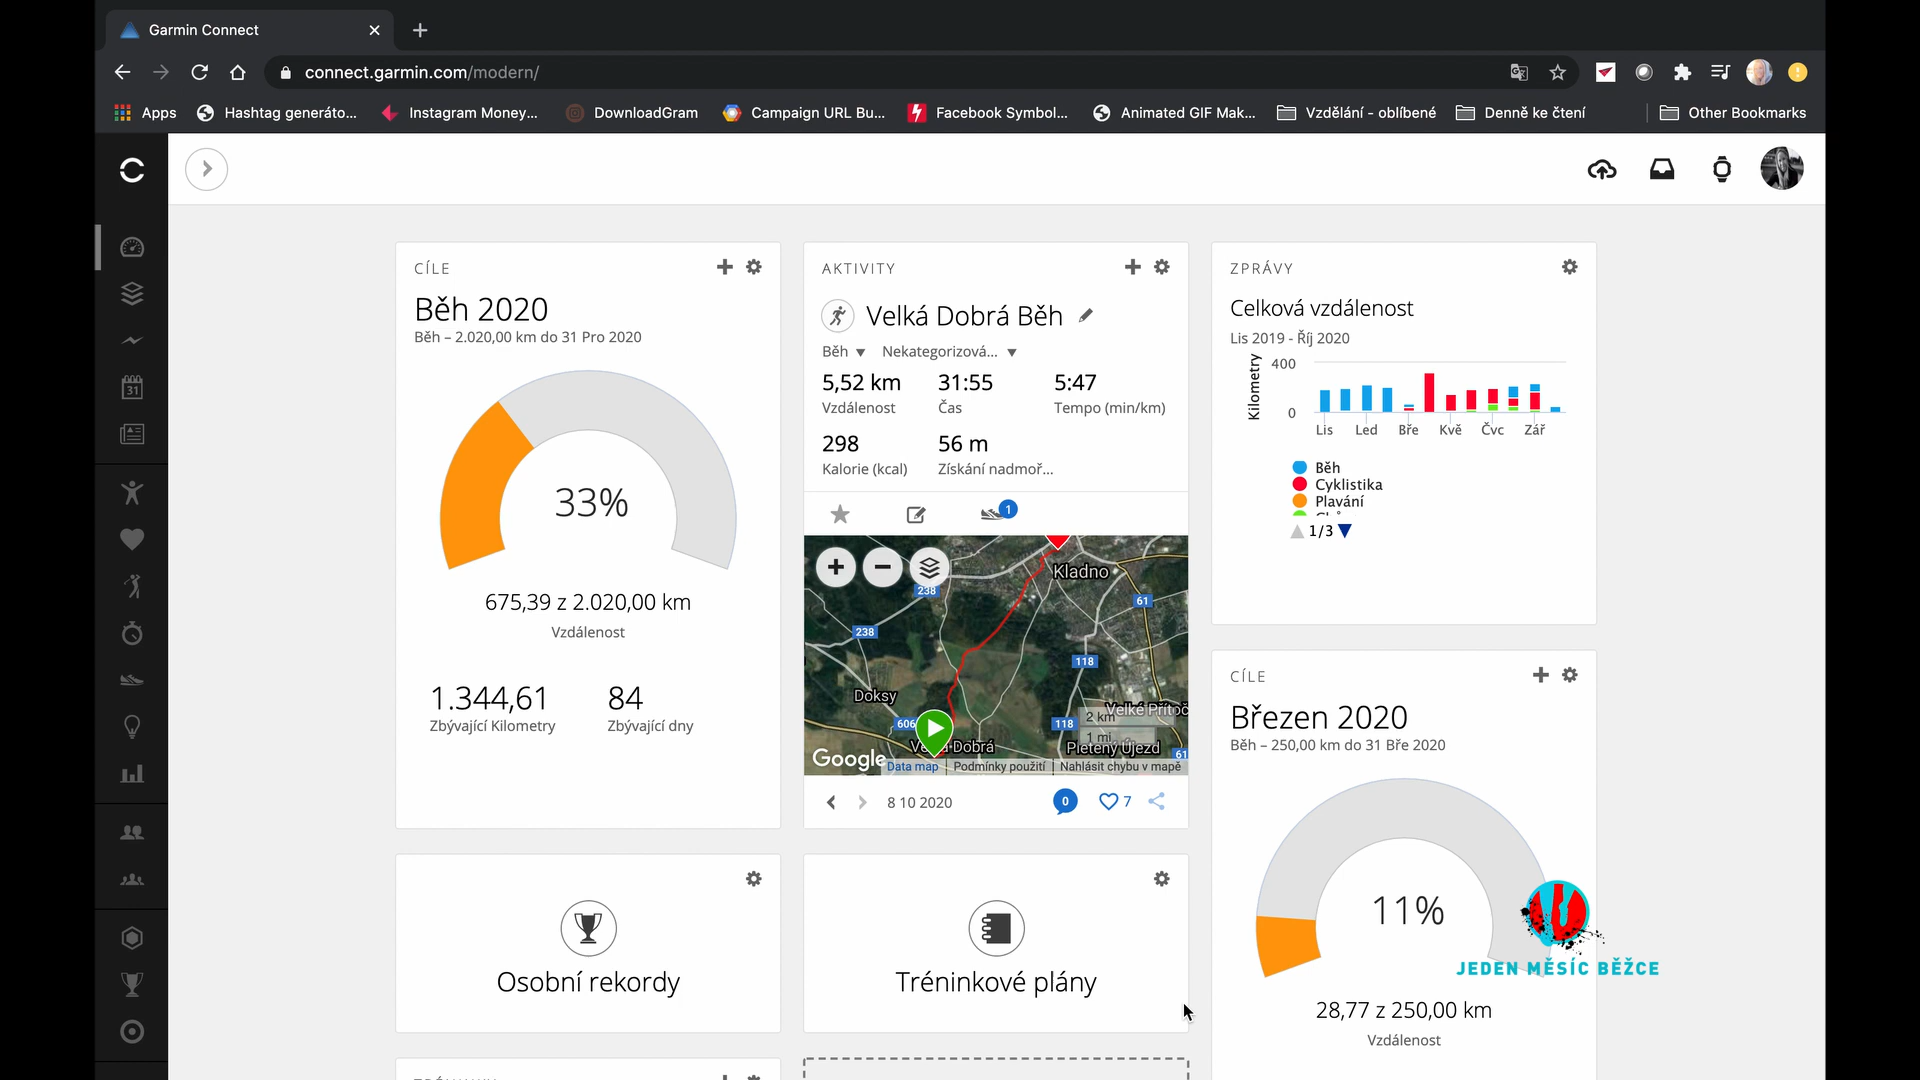 Garmin Connect
connect.garmin.com/modern/
Apps
Hashtag generáto...
Instagram Money...
DownloadGram
Campaign URL Bu...
Facebook Symbol...
Animated GIF Mak...
Vzdělání - oblíbené
Denně ke čtení
Other Bookmarks
31
CÍLE
Běh 2020
Běh – 2.020,00 km do 31 Pro 2020
33%
675,39 z 2.020,00 km
Vzdálenost
1.344,61
Zbývající Kilometry
84
Zbývající dny
AKTIVITY
Velká Dobrá Běh
Běh
Nekategorizová...
5,52 km
Vzdálenost
31:55
Čas
5:47
Tempo (min/km)
298
Kalorie (kcal)
56 m
Získání nadmoř...
1
Kladno
238
61
238
118
Doksy
606
118
Velké Přítoč
2 km
1 mi
Dobrá
Pletený Újezd
61
Google
Data map
Podmínky použití
Nahlásit chybu v mapě
8 10 2020
0
7
ZPRÁVY
Celková vzdálenost
Lis 2019 - Říj 2020
Kilometry
400
0
Lis
Led
Bře
Kvě
Čvc
Zář
Běh
Cyklistika
Plavání
1/3
CÍLE
Březen 2020
Běh – 250,00 km do 31 Bře 2020
11%
28,77 z 250,00 km
Vzdálenost
JEDEN MĚSÍC BĚŽCE
Osobní rekordy
Tréninkové plány